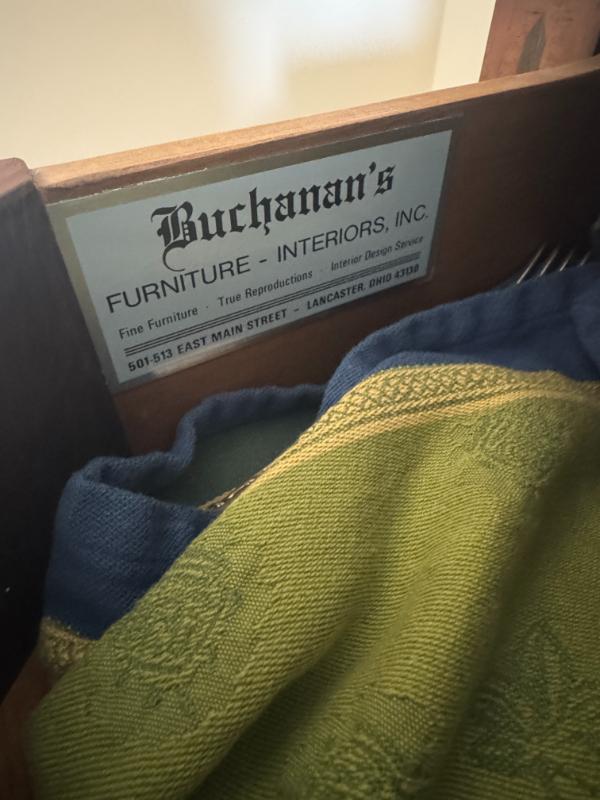 Buchanan's
FURNITURE - INTERIORS, INC.
Fine Furniture · True Reproductions · Interior Design Service
501-513 EAST MAIN STREET - LANCASTER, OHIO 43130